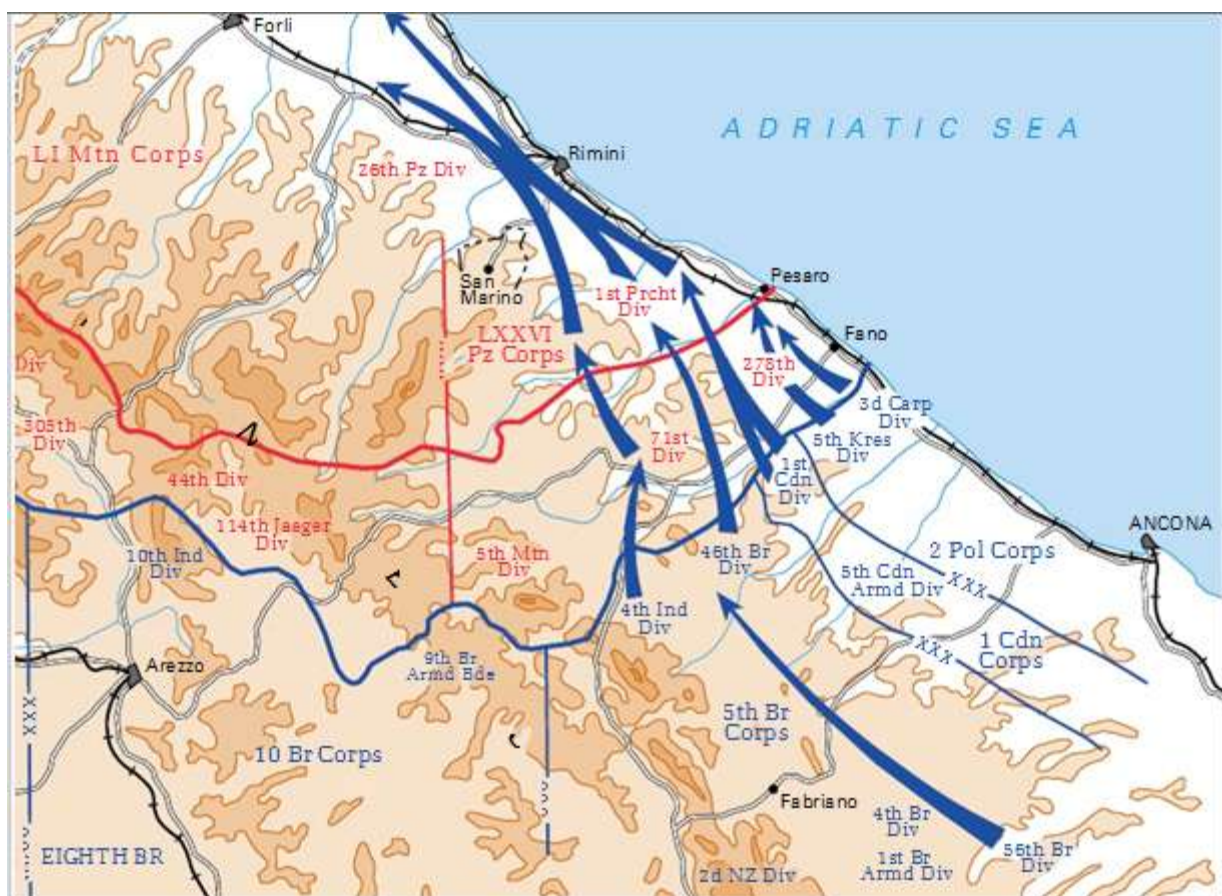 Forli
ADRIATIC SEA
LI Mtn Corps
26th Pz Div
Rimini
San
Marino
1st Prcht
Div
Pesaro
LXXVI
Pz Corps
Fano
Div
278th
Div
305th
Div
3d Carp
Div
71st
Div
5th Kres
Div
44th Div
1st
Cdn
Div
114th Jaeger
Div
ANCONA
10th Ind
Div
5th Mtn
Div
46th Br
Div
2 Pol Corps
5th Cdn
Armd Div
XXX
4th Ind
Div
1 Cdn
Corps
XXX
Arezzo
9th Br
Armd Bde
XXX
5th Br
Corps
10 Br Corps
Fabriano
4th Br
Div
EIGHTH BR
1st Br
Armd Div
56th Br
Div
2d NZ Div